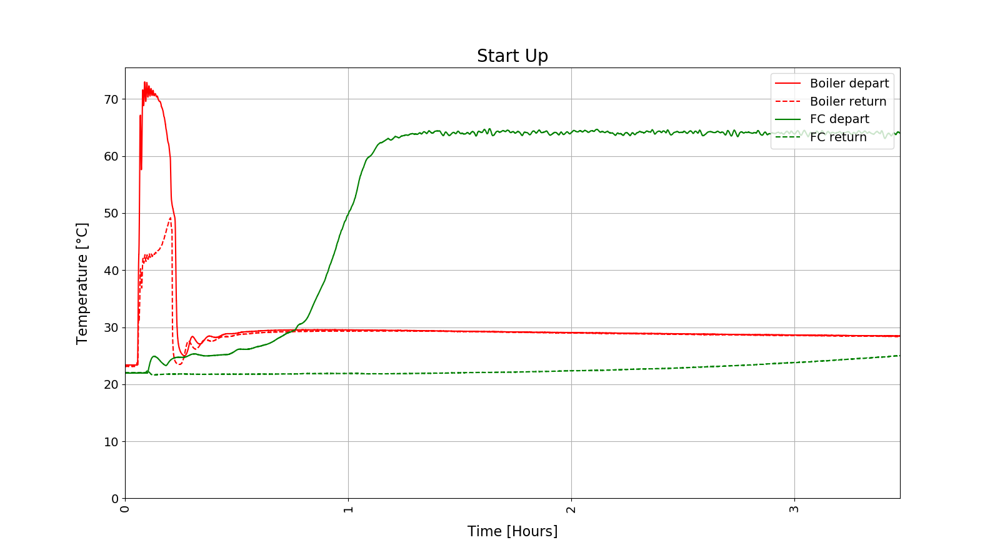 Start Up
Boiler depart
Boiler return
FC depart
FC return
Temperature [°C]
70
60
50
40
30
20
10
0
0 1 2 3
Time [Hours]